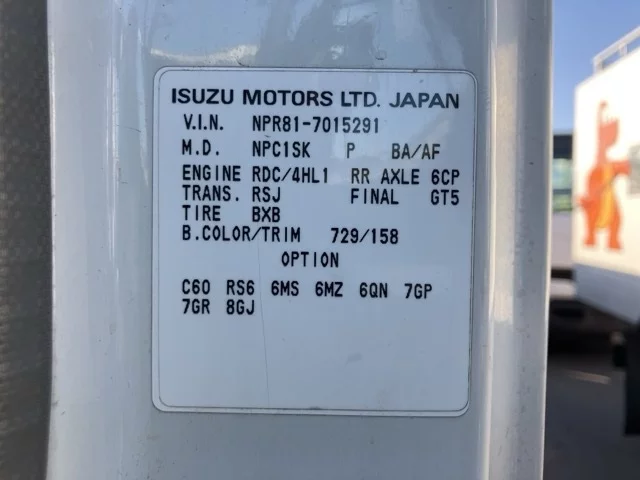 ISUZU MOTORS LTD. JAPAN
V.I.N. NPR81-7015291
M.D. NPC1SK P BA/AF
ENGINE RDC/4HL1 RR AXLE 6CP
TRANS. RSJ FINAL GT5
TIRE BXB
B.COLOR/TRIM 729/158
OPTION
C60 RS6 6MS 6MZ 6QN 7GP
7GR 8GJ